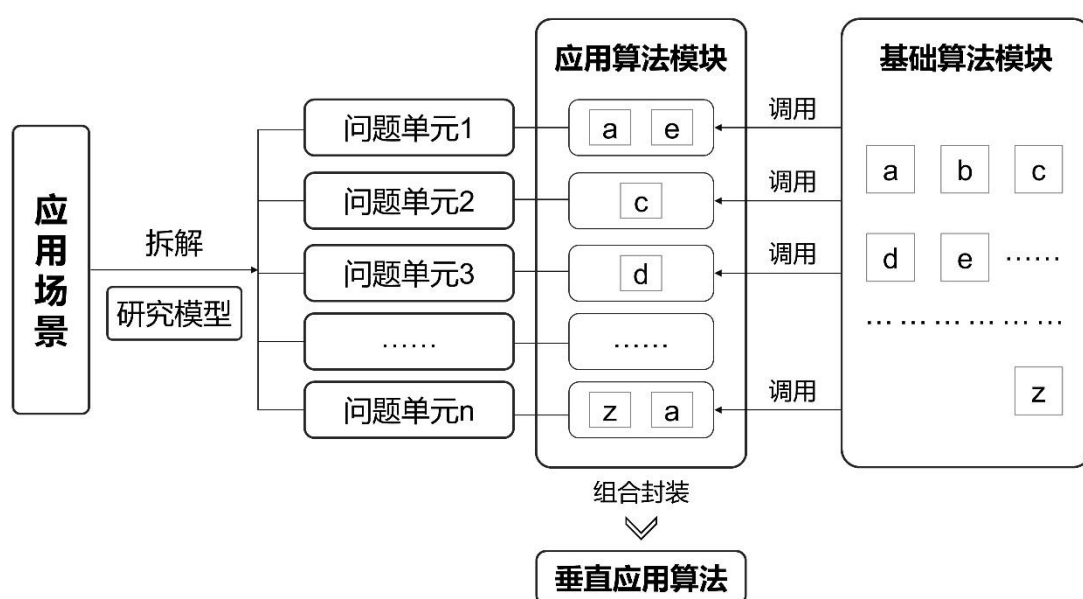 应用场景
拆解
研究模型
问题单元1
问题单元2
问题单元3
……
问题单元n
应用算法模块
a e
c
d
……
z a
调用
调用
调用
调用
基础算法模块
a b c
d e ……
… … … … … …
z
组合封装
垂直应用算法